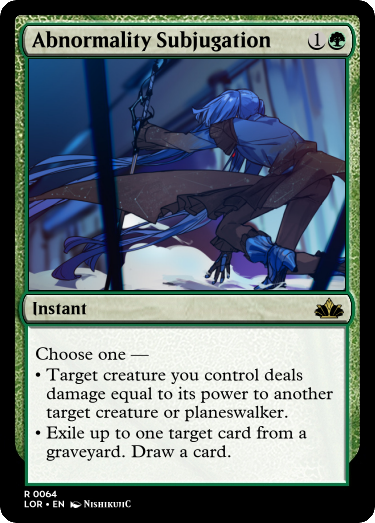 Abnormality Subjugation 1
Instant
Choose one —
• Target creature you control deals
damage equal to its power to another
target creature or planeswalker.
• Exile up to one target card from a
graveyard. Draw a card.
R 0064
LOR • EN NISHIKUJIC